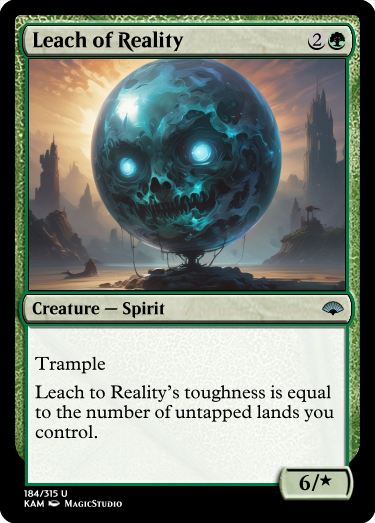 Leach of Reality 2
Creature — Spirit
Trample
Leach to Reality's toughness is equal
to the number of untapped lands you
control.
6/★
184/315 U
KAM MagicStudio